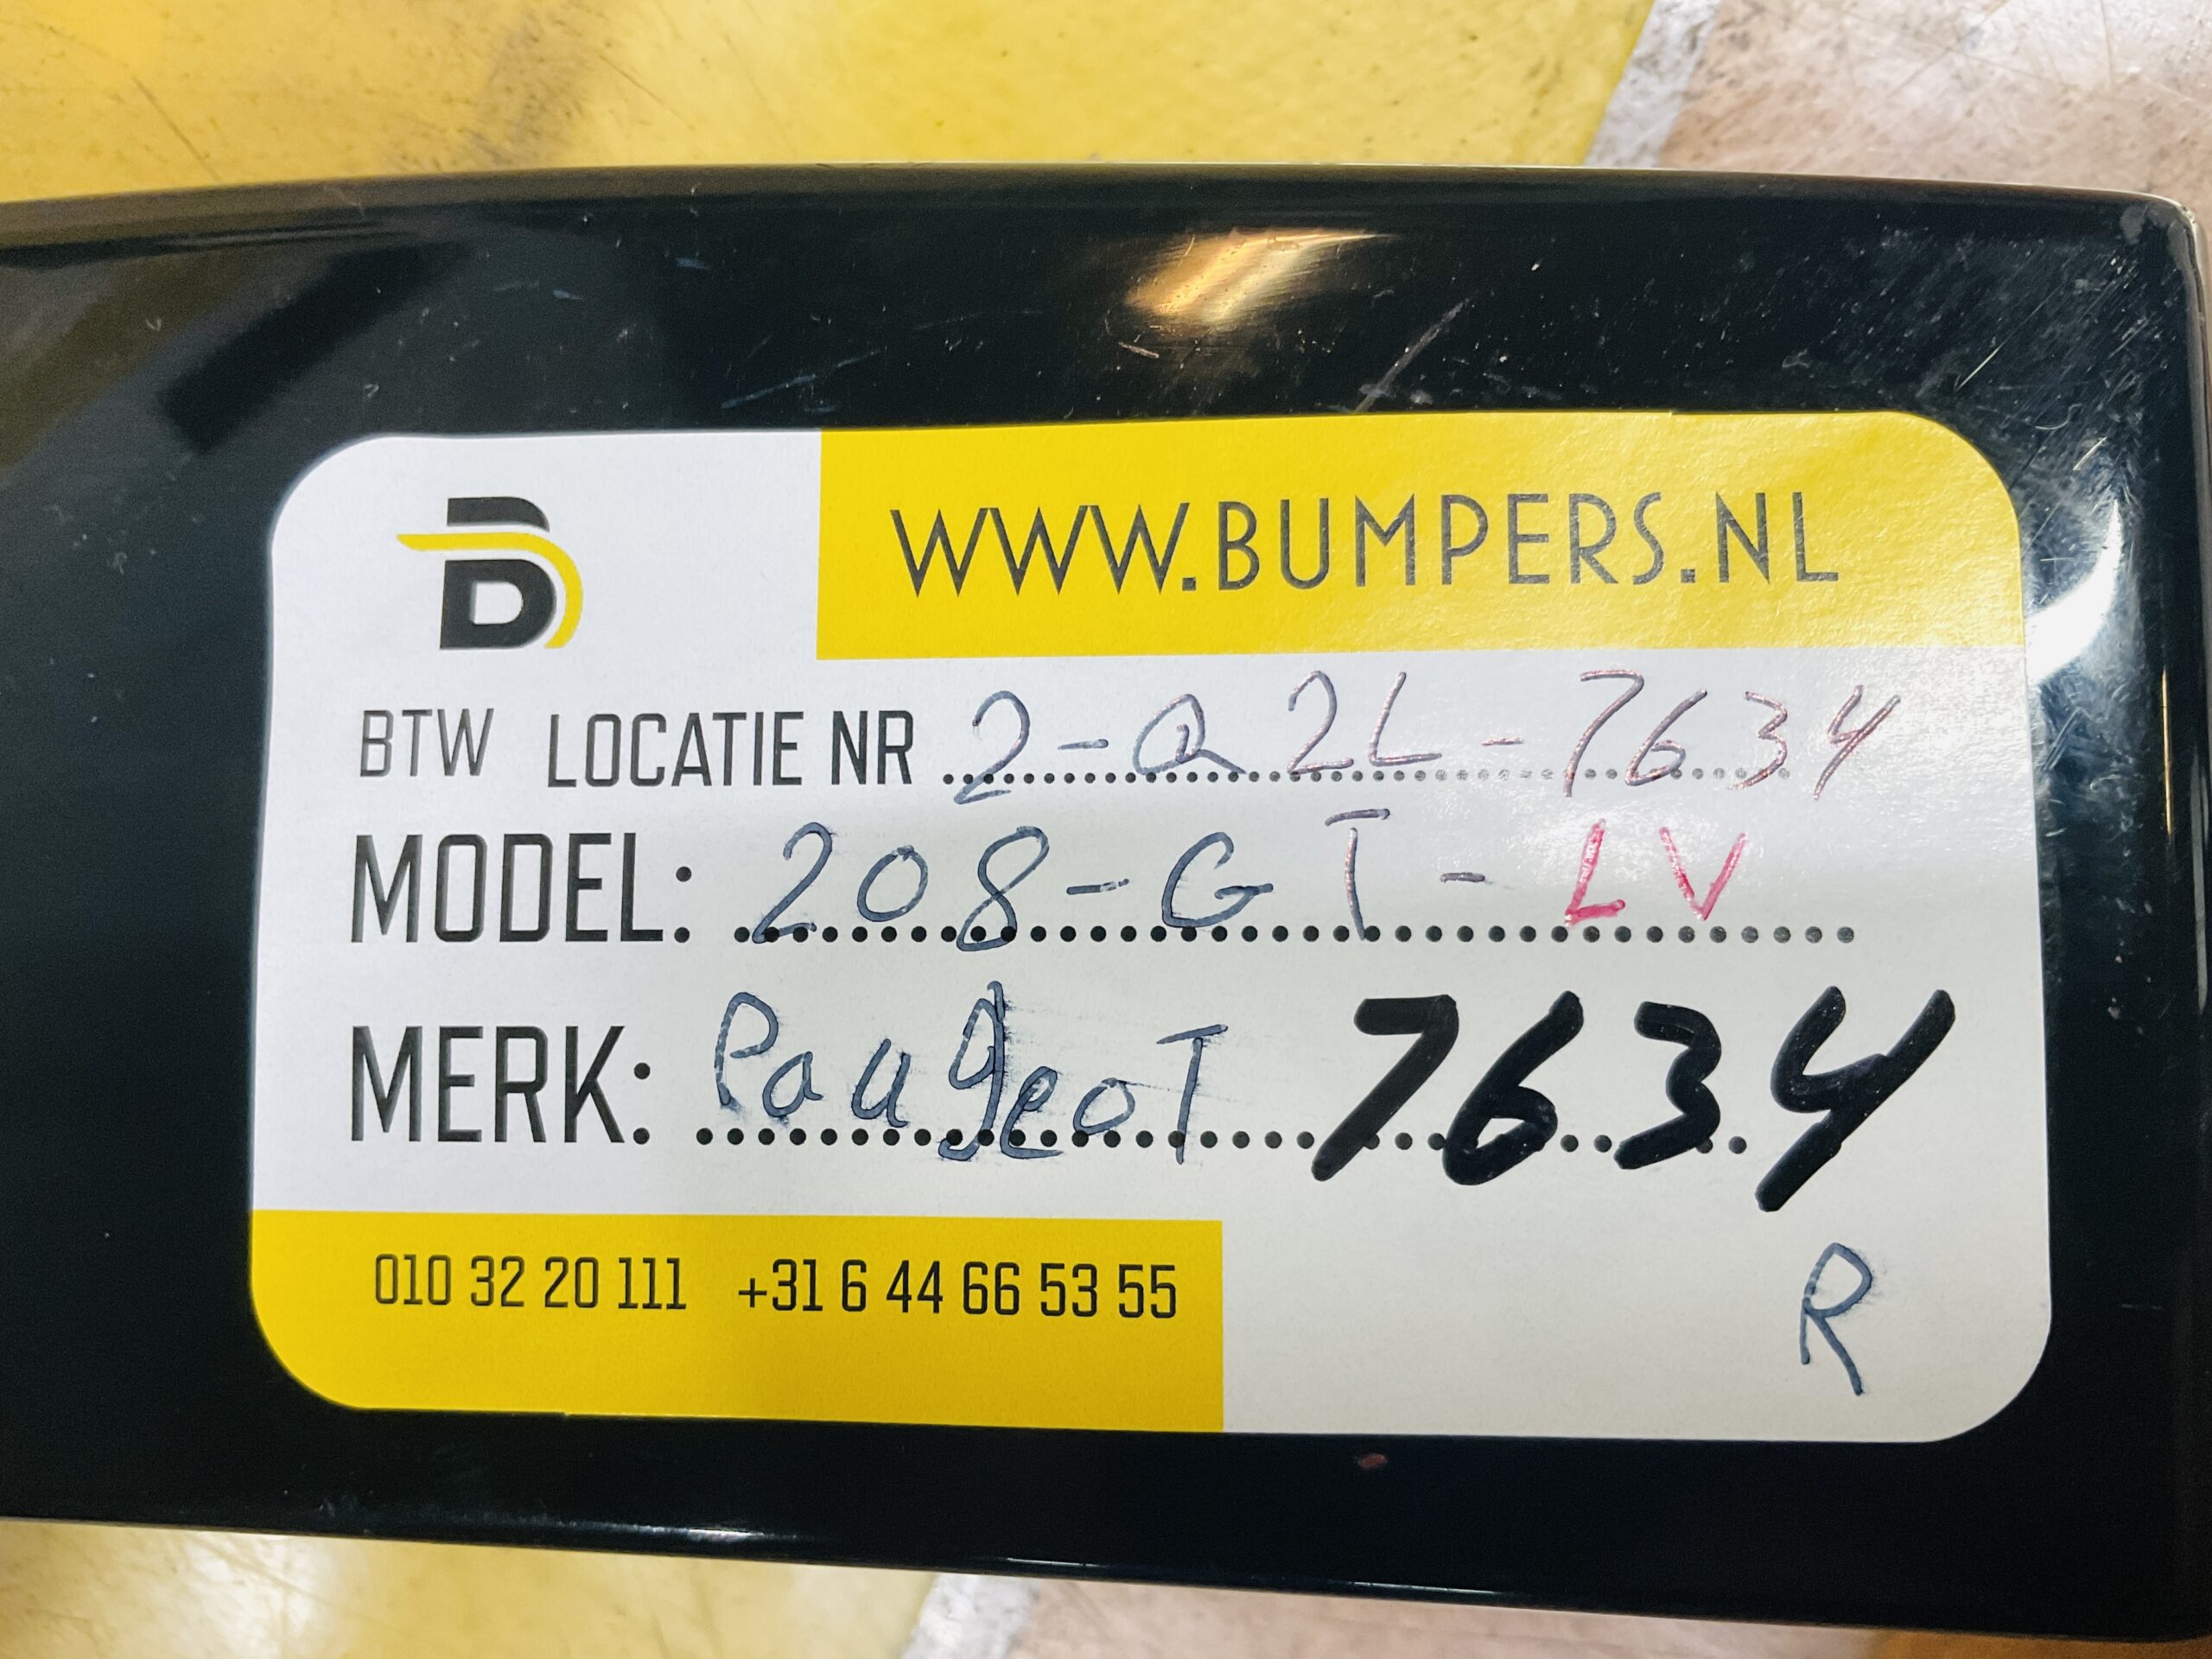 B
WWW.BUMPERS.NL
BTW LOCATIE NR 2-Q2L-7634
MODEL: 208-GT-LV
MERK: PaugeoT 7634
010 32 20 111 +31 6 44 66 53 55
R